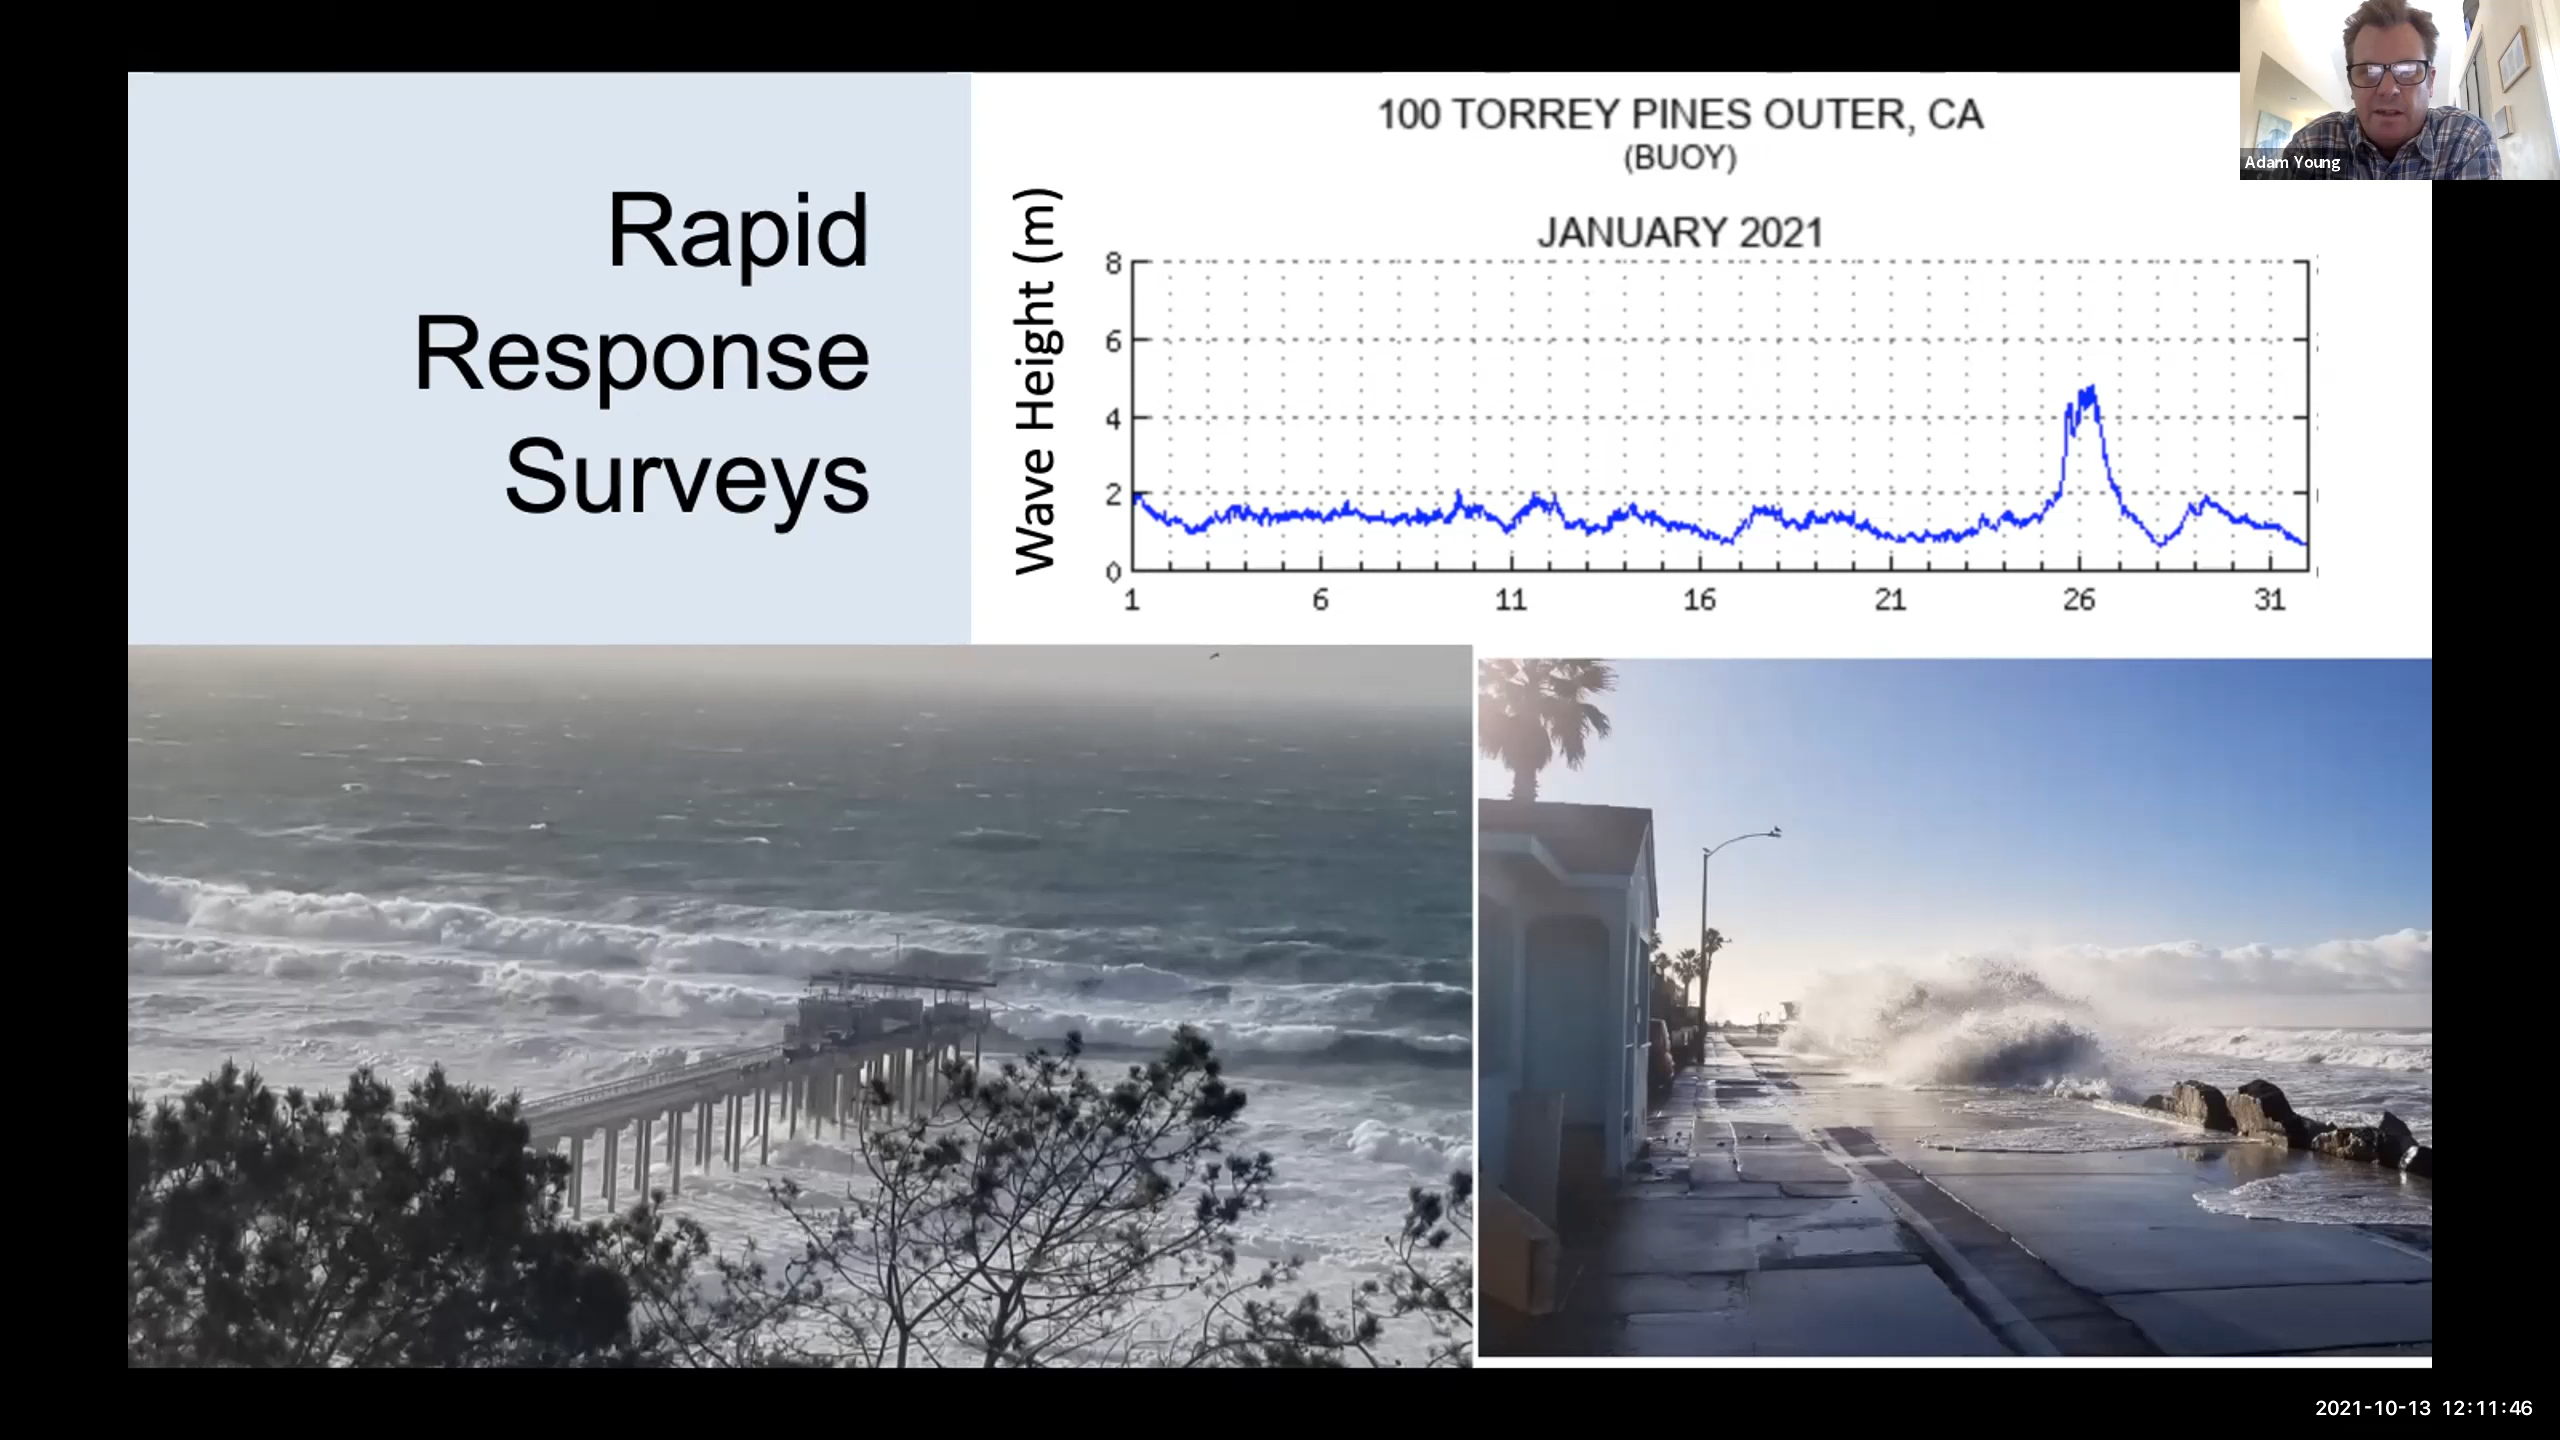 Rapid
Response
Surveys
100 TORREY PINES OUTER, CA
(BUOY)
JANUARY 2021
Wave Height (m)
8
6
4
2
0
1 6 11 16 21 26 31
Adam Young
2021-10-13 12:11:46